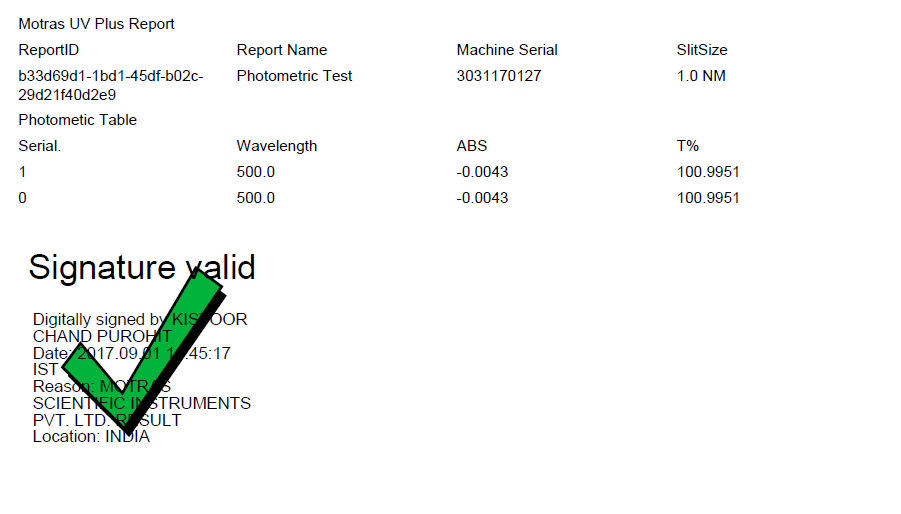 Motras UV Plus Report
ReportID Report Name Machine Serial SlitSize
b33d69d1-1bd1-45df-b02c- Photometric Test 3031170127 1.0 NM
29d21f40d2e9
Photometic Table
Serial. Wavelength ABS T%
1 500.0 -0.0043 100.9951
0 500.0 -0.0043 100.9951
Signature valid
Digitally signed by KISTOOR
CHAND PUROHIT
Date: 2017.09.01 :45:17
IST
Reason: MOTRAS
SCIENTIFIC INSTRUMENTS
PVT. LTD. RESULT
Location: INDIA